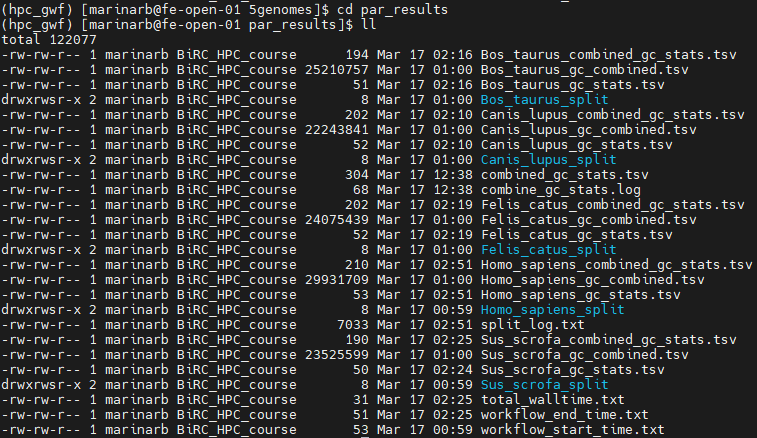 (hpc_gwf) [marinarb@fe-open-01 5genomes]$ cd par_results
(hpc_gwf) [marinarb@fe-open-01 par_results]$ ll
total 122077
-rw-rw-r-- 1 marinarb BiRC_HPC_course      194 Mar 17 02:16 Bos_taurus_combined_gc_stats.tsv
-rw-rw-r-- 1 marinarb BiRC_HPC_course 25210757 Mar 17 01:00 Bos_taurus_gc_combined.tsv
-rw-rw-r-- 1 marinarb BiRC_HPC_course       51 Mar 17 02:16 Bos_taurus_gc_stats.tsv
drwxrwsr-x 2 marinarb BiRC_HPC_course        8 Mar 17 01:00 Bos_taurus_split
-rw-rw-r-- 1 marinarb BiRC_HPC_course      202 Mar 17 02:10 Canis_lupus_combined_gc_stats.tsv
-rw-rw-r-- 1 marinarb BiRC_HPC_course 22243841 Mar 17 01:00 Canis_lupus_gc_combined.tsv
-rw-rw-r-- 1 marinarb BiRC_HPC_course       52 Mar 17 02:10 Canis_lupus_gc_stats.tsv
drwxrwsr-x 2 marinarb BiRC_HPC_course        8 Mar 17 01:00 Canis_lupus_split
-rw-rw-r-- 1 marinarb BiRC_HPC_course      304 Mar 17 12:38 combined_gc_stats.tsv
-rw-rw-r-- 1 marinarb BiRC_HPC_course       68 Mar 17 12:38 combine_gc_stats.log
-rw-rw-r-- 1 marinarb BiRC_HPC_course      202 Mar 17 02:19 Felis_catus_combined_gc_stats.tsv
-rw-rw-r-- 1 marinarb BiRC_HPC_course 24075439 Mar 17 01:00 Felis_catus_gc_combined.tsv
-rw-rw-r-- 1 marinarb BiRC_HPC_course       52 Mar 17 02:19 Felis_catus_gc_stats.tsv
drwxrwsr-x 2 marinarb BiRC_HPC_course        8 Mar 17 01:00 Felis_catus_split
-rw-rw-r-- 1 marinarb BiRC_HPC_course      210 Mar 17 02:51 Homo_sapiens_combined_gc_stats.tsv
-rw-rw-r-- 1 marinarb BiRC_HPC_course 29931709 Mar 17 01:00 Homo_sapiens_gc_combined.tsv
-rw-rw-r-- 1 marinarb BiRC_HPC_course       53 Mar 17 02:51 Homo_sapiens_gc_stats.tsv
drwxrwsr-x 2 marinarb BiRC_HPC_course        8 Mar 17 00:59 Homo_sapiens_split
-rw-rw-r-- 1 marinarb BiRC_HPC_course     7033 Mar 17 02:51 split_log.txt
-rw-rw-r-- 1 marinarb BiRC_HPC_course      190 Mar 17 02:25 Sus_scrofa_combined_gc_stats.tsv
-rw-rw-r-- 1 marinarb BiRC_HPC_course 23525599 Mar 17 01:00 Sus_scrofa_gc_combined.tsv
-rw-rw-r-- 1 marinarb BiRC_HPC_course       50 Mar 17 02:24 Sus_scrofa_gc_stats.tsv
drwxrwsr-x 2 marinarb BiRC_HPC_course        8 Mar 17 00:59 Sus_scrofa_split
-rw-rw-r-- 1 marinarb BiRC_HPC_course       31 Mar 17 02:25 total_walltime.txt
-rw-rw-r-- 1 marinarb BiRC_HPC_course       51 Mar 17 02:25 workflow_end_time.txt
-rw-rw-r-- 1 marinarb BiRC_HPC_course       53 Mar 17 00:59 workflow_start_time.txt